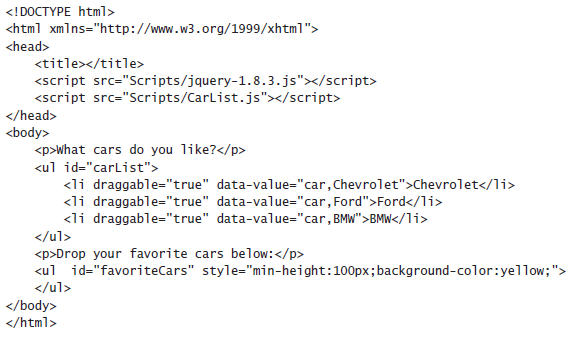 <!DOCTYPE html>
<html xmlns="http://www.w3.org/1999/xhtml">
<head>
    <title></title>
    <script src="Scripts/jquery-1.8.3.js"></script>
    <script src="Scripts/CarList.js"></script>
</head>
<body>
    <p>What cars do you like?</p>
    <ul id="carList">
        <li draggable="true" data-value="car,Chevrolet">Chevrolet</li>
        <li draggable="true" data-value="car,Ford">Ford</li>
        <li draggable="true" data-value="car,BMW">BMW</li>
    </ul>
    <p>Drop your favorite cars below:</p>
    <ul  id="favoriteCars" style="min-height:100px;background-color:yellow;">
    </ul>
</body>
</html>